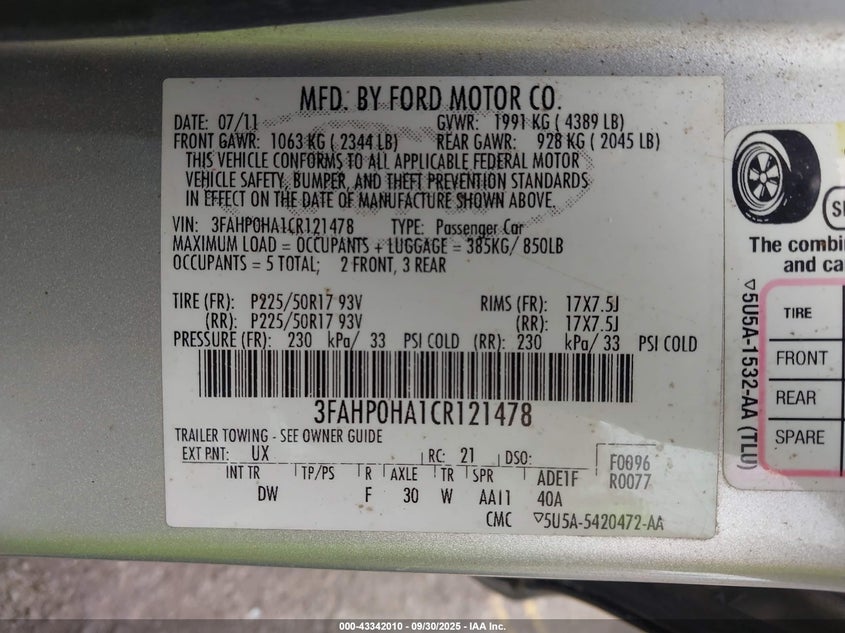 MFD. BY FORD MOTOR CO.
DATE: 07/11 GVWR: 1991 KG ( 4389 LB)
FRONT GAWR: 1063 KG ( 2344 LB) REAR GAWR: 928 KG ( 2045 LB)
THIS VEHICLE CONFORMS TO ALL APPLICABLE FEDERAL MOTOR
VEHICLE SAFETY, BUMPER, AND THEFT PREVENTION STANDARDS
IN EFFECT ON THE DATE OF MANUFACTURE SHOWN ABOVE.
VIN: 3FAHP0HA1CR121478 TYPE: Passenger Car
MAXIMUM LOAD = OCCUPANTS + LUGGAGE = 385KG/ 850LB
OCCUPANTS = 5 TOTAL; 2 FRONT, 3 REAR
TIRE (FR): P225/50R17 93V RIMS (FR): 17X7.5J
(RR): P225/50R17 93V (RR): 17X7.5J
PRESSURE (FR): 230 kPa/ 33 PSI COLD (RR): 230 kPa/ 33 PSI COLD
3FAHP0HA1CR121478
TRAILER TOWING - SEE OWNER GUIDE
EXT PNT: UX RC: 21 DSO:
INT TR TP/PS R AXLE TR SPR
DW F 30 W AA11
ADE1F
40A
F0096
R0077
CMC ▽5U5A-5420472-AA
▽5U5A-1532-AA (TLU)
The combi
and ca
TIRE
FRONT
REAR
SPARE
000-43342010 - 09/30/2025 - IAA Inc.